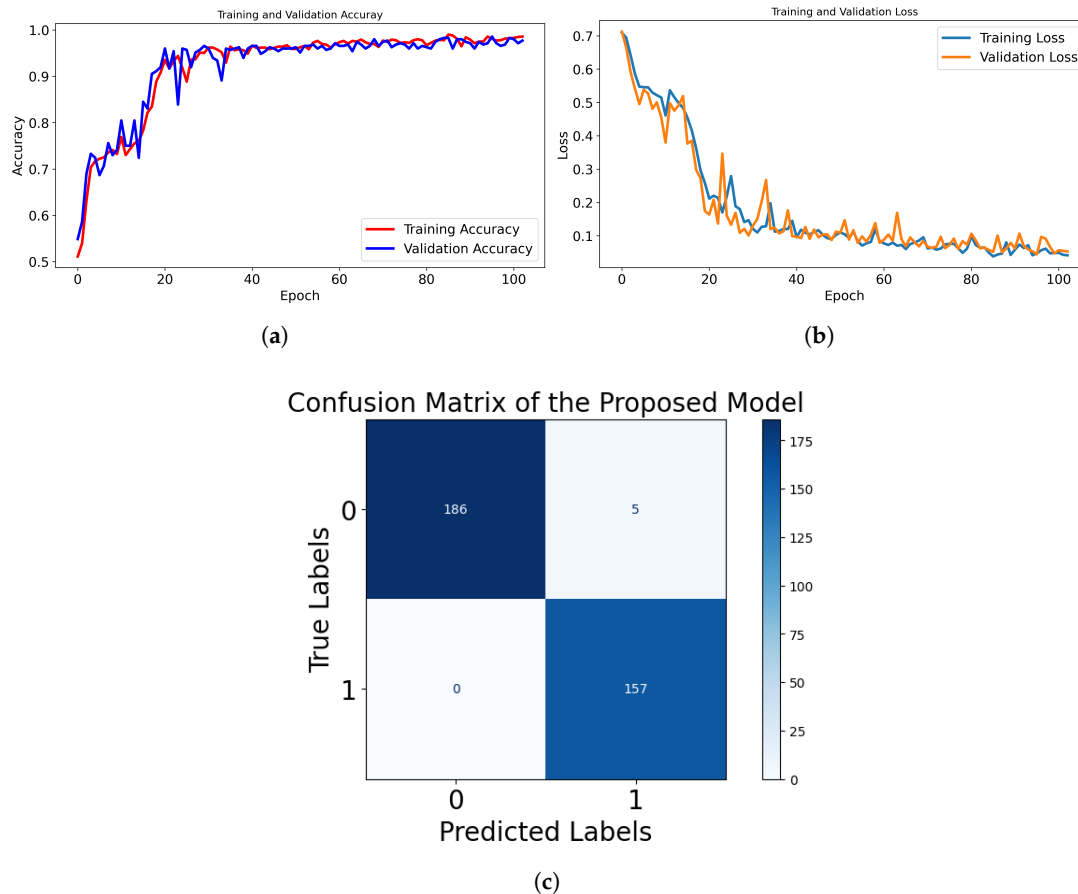 Training and Validation Accuray
1.0
0.9
0.8
0.7
0.6
0.5
Accuracy
0 20 40 60 80 100
Epoch
Training Accuracy
Validation Accuracy
(a)
Training and Validation Loss
0.7
0.6
0.5
0.4
0.3
0.2
0.1
Loss
0 20 40 60 80 100
Epoch
Training Loss
Validation Loss
(b)
Confusion Matrix of the Proposed Model
True Labels
0
1
186 5
0 157
0 1
Predicted Labels
175
150
125
100
75
50
25
0
(c)